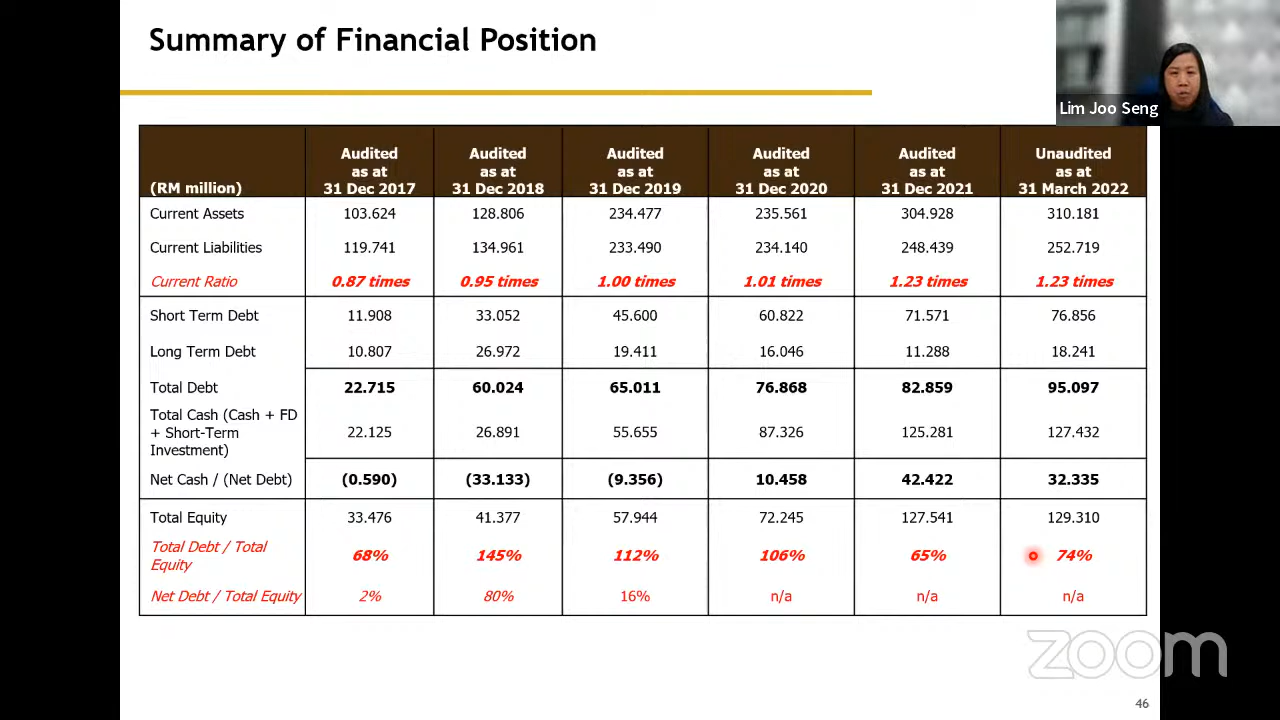 Summary of Financial Position
Lim Joo Seng
(RM million) Audited as at 31 Dec 2017 Audited as at 31 Dec 2018 Audited as at 31 Dec 2019 Audited as at 31 Dec 2020 Audited as at 31 Dec 2021 Unaudited as at 31 March 2022
Current Assets 103.624 128.806 234.477 235.561 304.928 310.181
Current Liabilities 119.741 134.961 233.490 234.140 248.439 252.719
Current Ratio 0.87 times 0.95 times 1.00 times 1.01 times 1.23 times 1.23 times
Short Term Debt 11.908 33.052 45.600 60.822 71.571 76.856
Long Term Debt 10.807 26.972 19.411 16.046 11.288 18.241
Total Debt 22.715 60.024 65.011 76.868 82.859 95.097
Total Cash (Cash + FD + Short-Term Investment) 22.125 26.891 55.655 87.326 125.281 127.432
Net Cash / (Net Debt) (0.590) (33.133) (9.356) 10.458 42.422 32.335
Total Equity 33.476 41.377 57.944 72.245 127.541 129.310
Total Debt / Total Equity 68% 145% 112% 106% 65% 74%
Net Debt / Total Equity 2% 80% 16% n/a n/a n/a
zoom
46